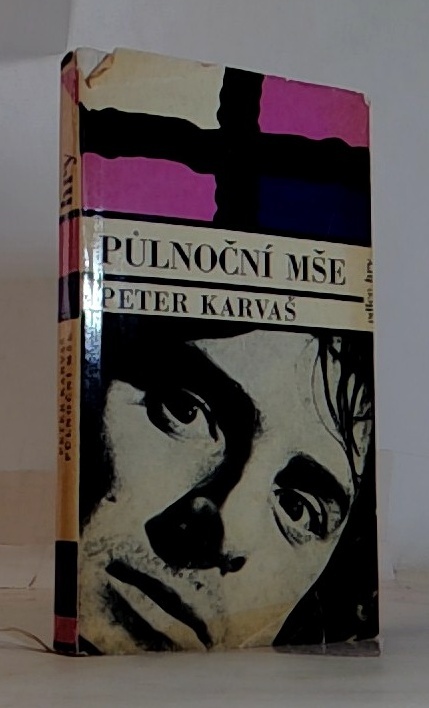 PŮLNOČNÍ MŠE
PETER KARVAŠ
hry
PETER KARVAŠ
PŮLNOČNÍ MŠE
hry